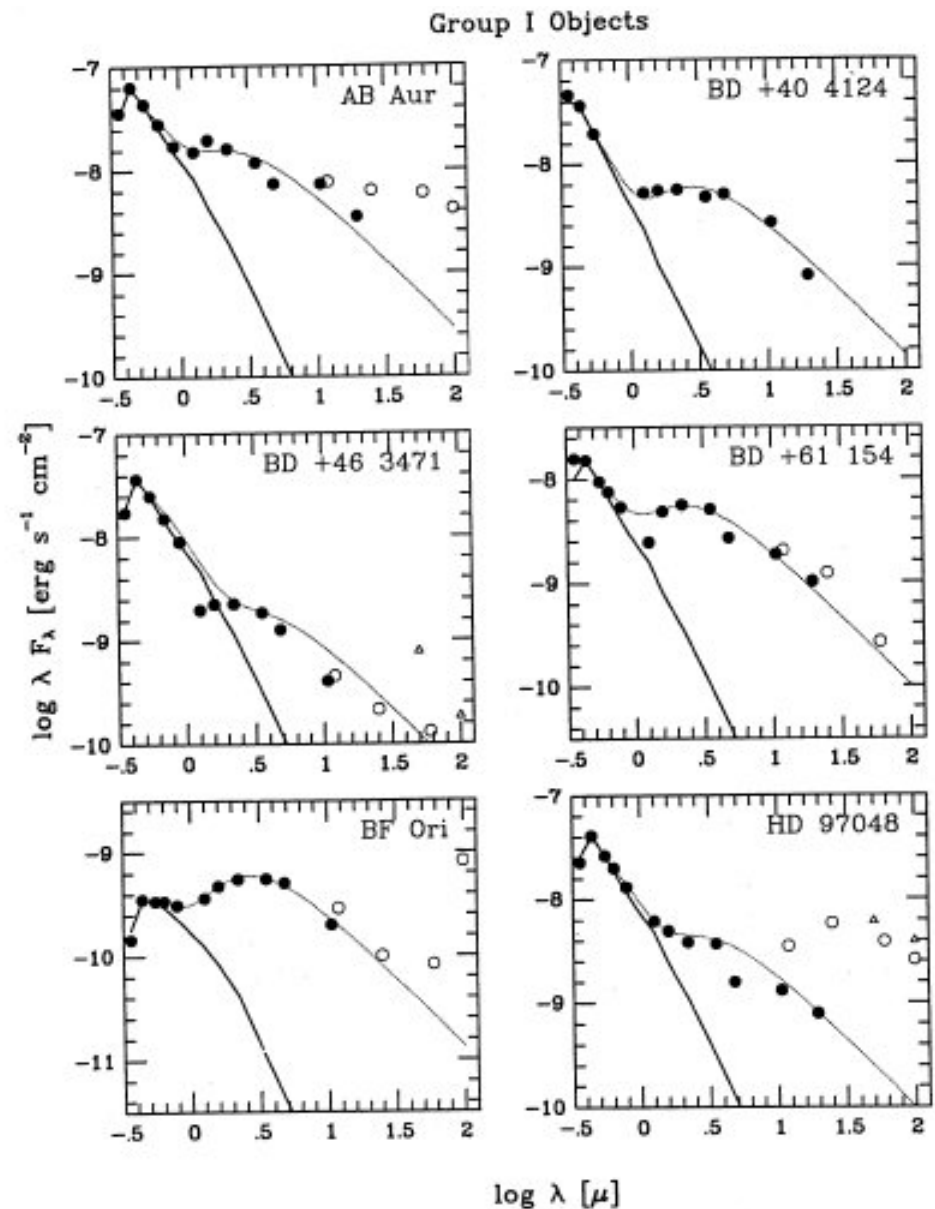 Group I Objects
AB Aur
-7
-8
-9
-10
-.5 0 .5 1 1.5 2
BD +40 4124
-7
-8
-9
-10
-.5 0 .5 1 1.5 2
BD +46 3471
-7
-8
-9
-10
-.5 0 .5 1 1.5 2
BD +61 154
-8
-9
-10
-.5 0 .5 1 1.5 2
BF Ori
-9
-10
-11
-.5 0 .5 1 1.5 2
HD 97048
-7
-8
-9
-10
-.5 0 .5 1 1.5 2
log λ F_λ [erg s⁻¹ cm⁻²]
log λ [μ]